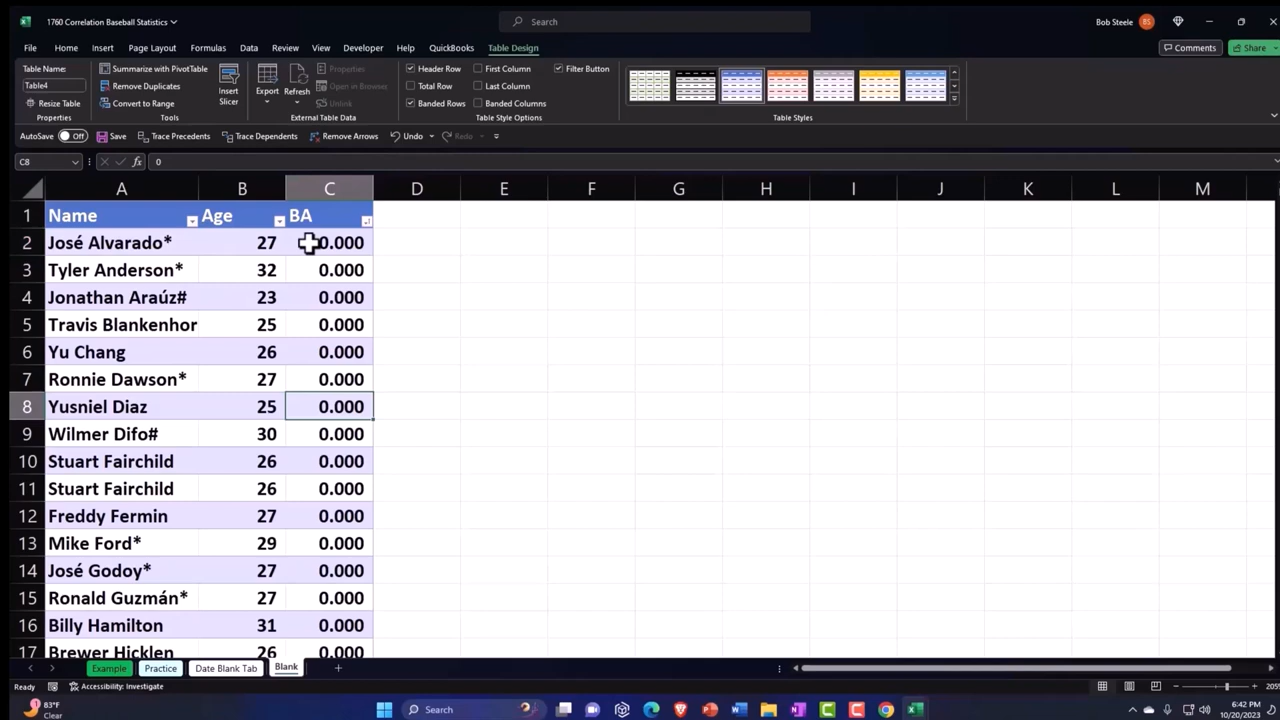 1760 Correlation Baseball Statistics
Search
Bob Steele
BS
File Home Insert Page Layout Formulas Data Review View Developer Help QuickBooks Table Design
Comments
Share
Table Name:
Table4
Resize Table
Properties
Summarize with PivotTable
Remove Duplicates
Convert to Range
Tools
Insert Slicer
Export
Refresh
Properties
Open in Browser
Unlink
External Table Data
Header Row
Total Row
Banded Rows
First Column
Last Column
Banded Columns
Filter Button
Table Style Options
Table Styles
AutoSave Off Save Trace Precedents Trace Dependents Remove Arrows Undo Redo
C8 fx 0
A B C D E F G H I J K L M
1 Name Age BA
2 José Alvarado* 27 0.000
3 Tyler Anderson* 32 0.000
4 Jonathan Araúz# 23 0.000
5 Travis Blankenhor 25 0.000
6 Yu Chang 26 0.000
7 Ronnie Dawson* 27 0.000
8 Yusniel Diaz 25 0.000
9 Wilmer Difo# 30 0.000
10 Stuart Fairchild 26 0.000
11 Stuart Fairchild 26 0.000
12 Freddy Fermin 27 0.000
13 Mike Ford* 29 0.000
14 José Godoy* 27 0.000
15 Ronald Guzmán* 27 0.000
16 Billy Hamilton 31 0.000
17 Brewer Hicklen 26 0.000
Example Practice Date Blank Tab Blank
Ready Accessibility: Investigate
205
83°F
Clear
1
Search
6:42 PM
10/20/2023